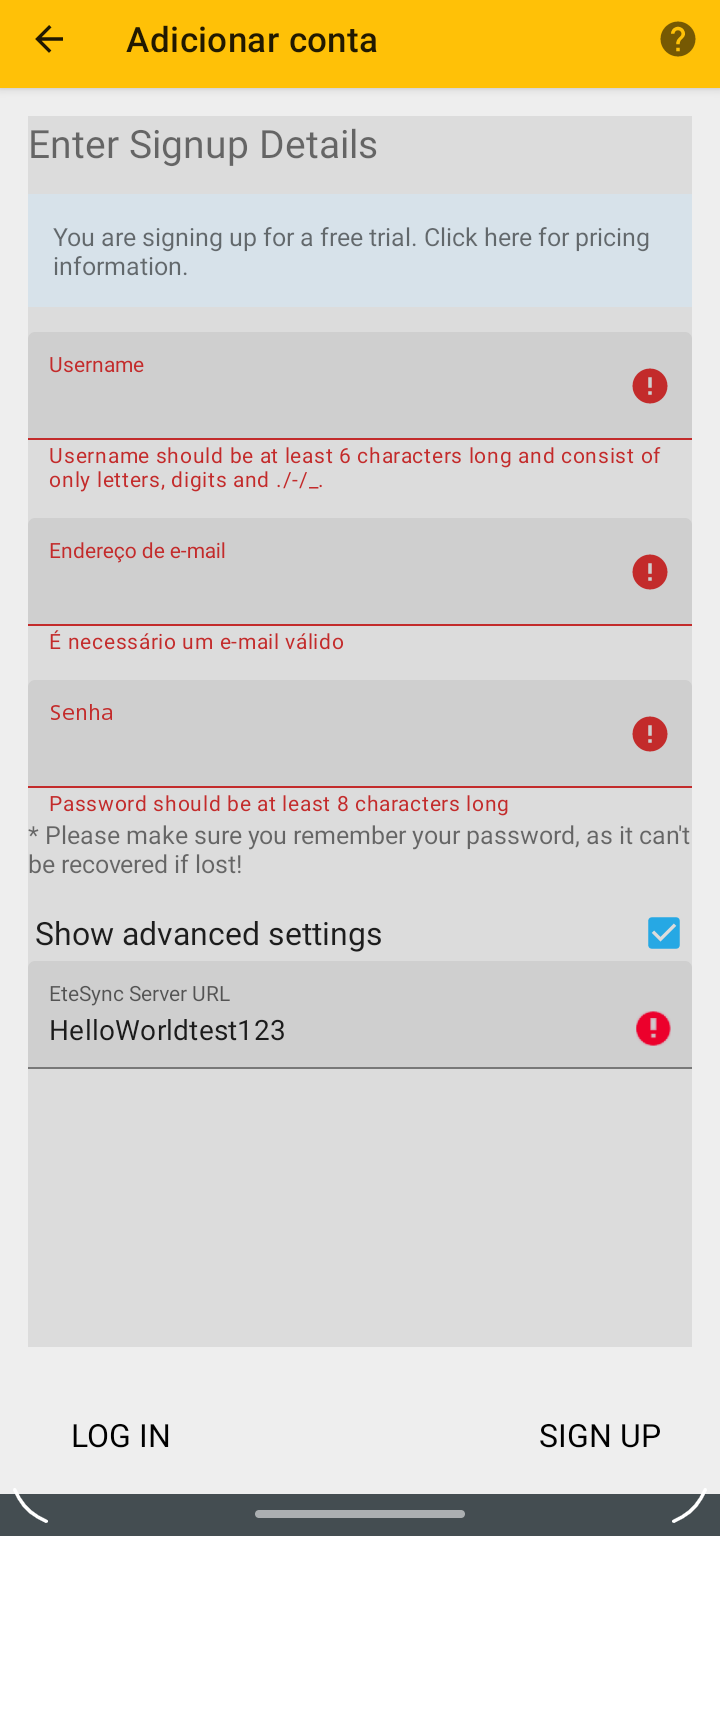 Adicionar conta
Enter Signup Details
You are signing up for a free trial. Click here for pricing
information.
Username
Username should be at least 6 characters long and consist of
only letters, digits and ./-/_.
Endereço de e-mail
É necessário um e-mail válido
Senha
Password should be at least 8 characters long
* Please make sure you remember your password, as it can't
be recovered if lost!
Show advanced settings
EteSync Server URL
HelloWorldtest123
LOG IN
SIGN UP